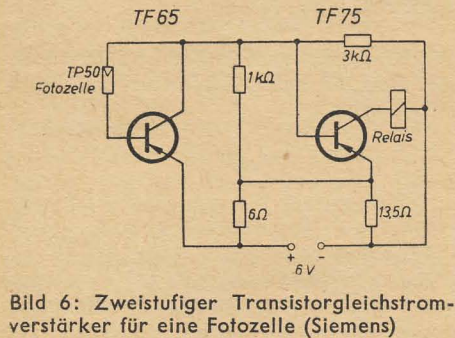 TF65 TF75
3kΩ
TP50 1kΩ
Fotozelle
Relais
6Ω 13,5Ω
+ -
6V
Bild 6: Zweistufiger Transistorgleichstrom-
verstärker für eine Fotozelle (Siemens)